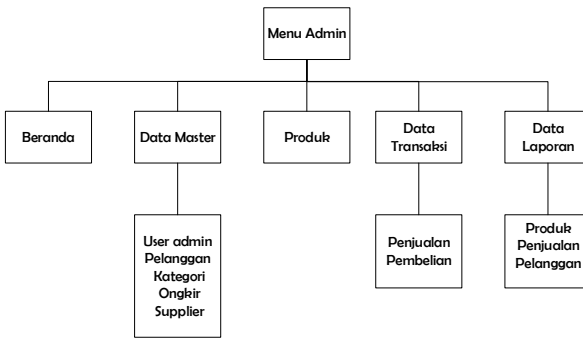 Menu Admin
Beranda
Data Master
Produk
Data
Transaksi
Data
Laporan
User admin
Pelanggan
Kategori
Ongkir
Supplier
Penjualan
Pembelian
Produk
Penjualan
Pelanggan